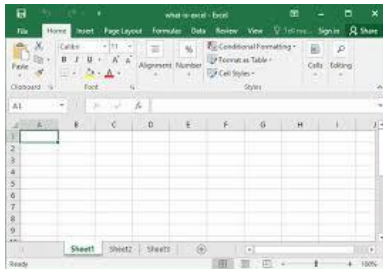 what-is-excel - Excel
File Home Insert Page Layout Formulas Data Review View Tell me... Sign in Share
Calibri 11
Paste B I U A A Alignment Number Conditional Formatting Format as Table Cell Styles Cells Editing
Clipboard Font Styles
A1 fx
A B C D E F G H I J
1
2
3
4
5
6
7
8
9
Sheet1 Sheet2 Sheet3
Ready 100%